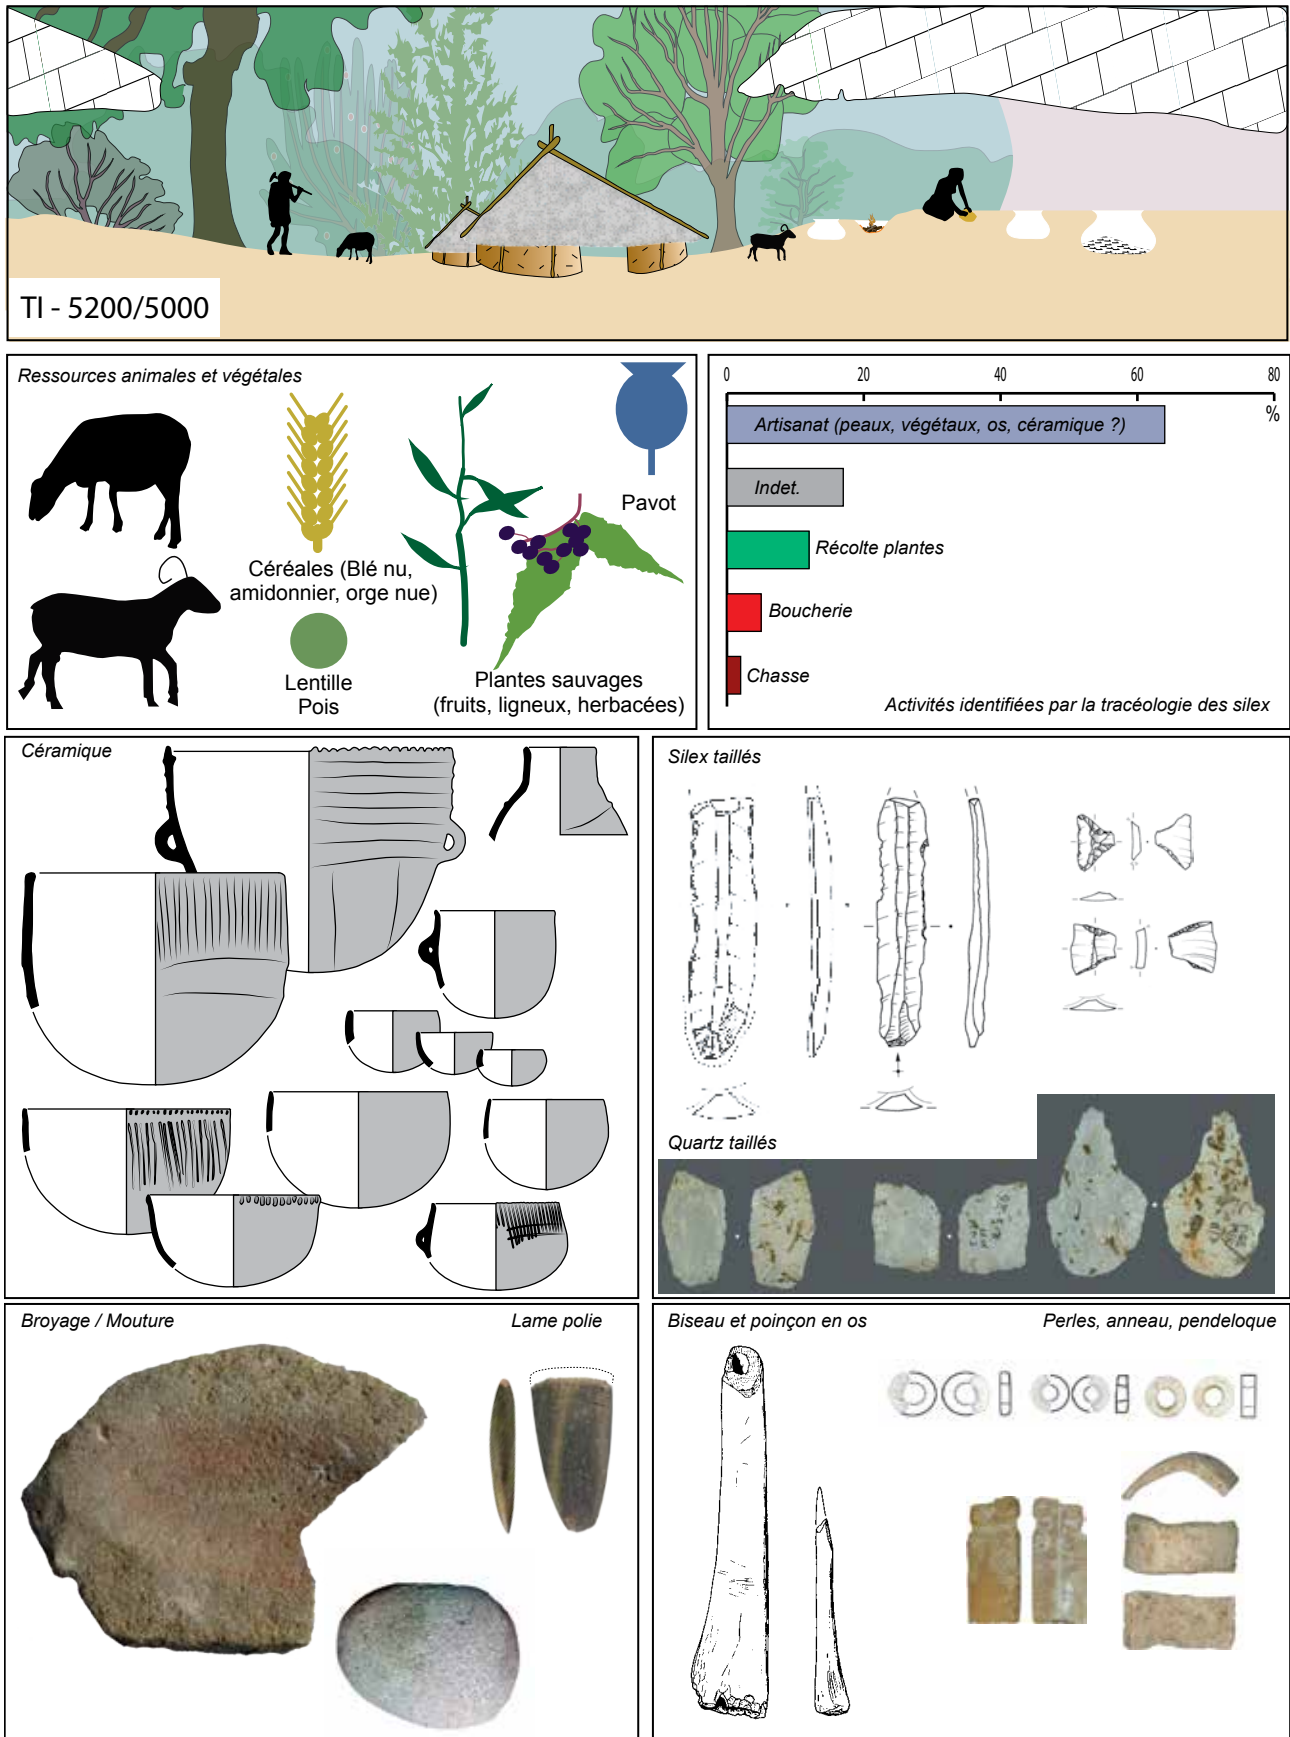 TI - 5200/5000
Ressources animales et végétales
Céréales (Blé nu,
amidonnier, orge nue)
Lentille
Pois
Plantes sauvages
(fruits, ligneux, herbacées)
Pavot
0 20 40 60 80
%
Artisanat (peaux, végétaux, os, céramique ?)
Indet.
Récolte plantes
Boucherie
Chasse
Activités identifiées par la tracéologie des silex
Céramique
Silex taillés
Quartz taillés
Broyage / Mouture
Lame polie
Biseau et poinçon en os
Perles, anneau, pendeloque